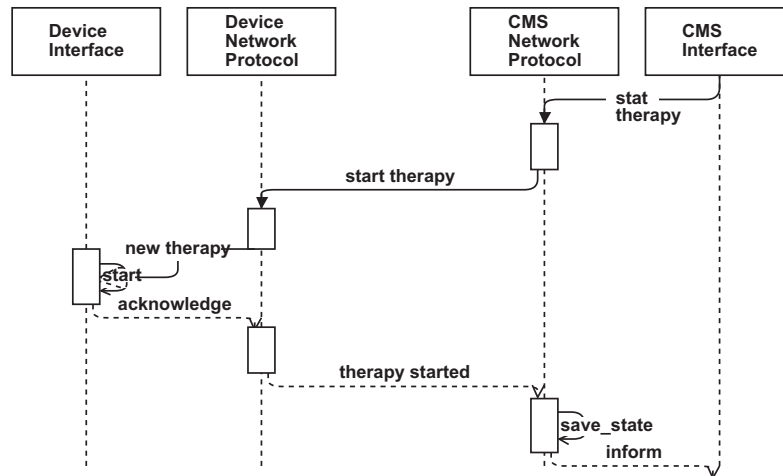 Device
Interface
Device
Network
Protocol
CMS
Network
Protocol
CMS
Interface
stat
therapy
start therapy
new therapy
start
acknowledge
therapy started
save_state
inform